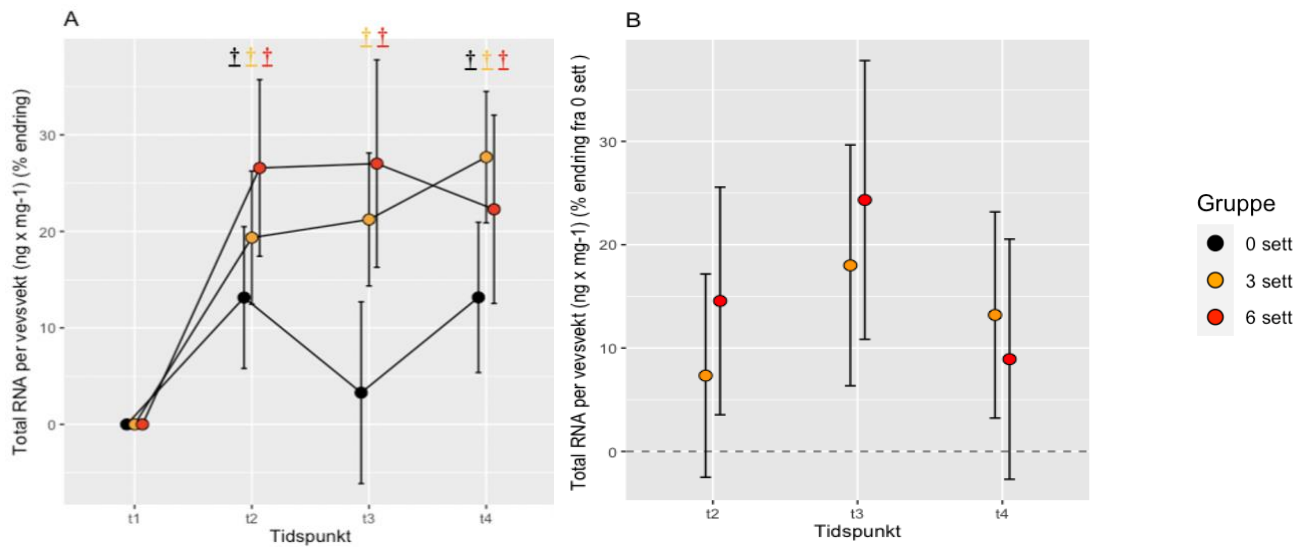 A
† † †
† †
† † †
Total RNA per vevsvekt (ng x mg-1) (% endring)
30
20
10
0
t1
t2
t3
t4
Tidspunkt
B
Total RNA per vevsvekt (ng x mg-1) (% endring fra 0 sett )
30
20
10
0
t2
t3
t4
Tidspunkt
Gruppe
0 sett
3 sett
6 sett